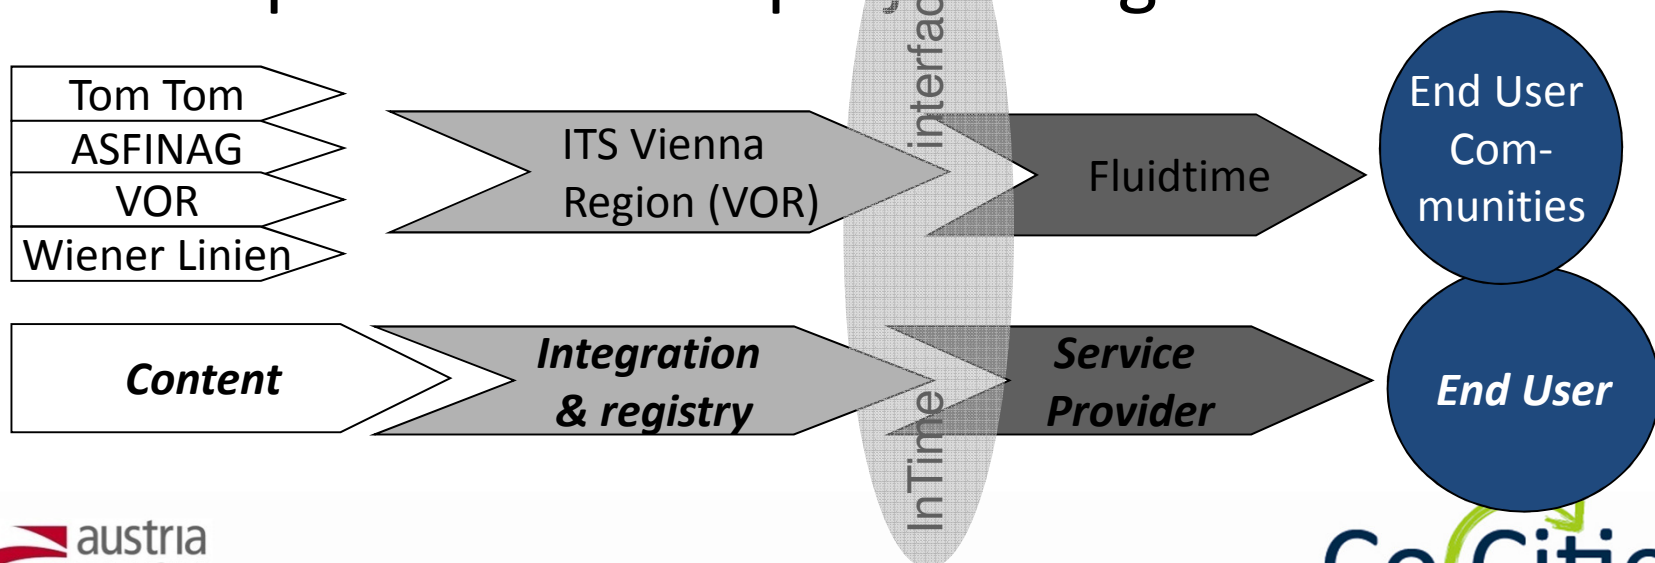 Tom Tom
ASFINAG
VOR
Wiener Linien
ITS Vienna
Region (VOR)
Fluidtime
End User
Com-
munities
Content
Integration
& registry
InTime
Service
Provider
End User
austria